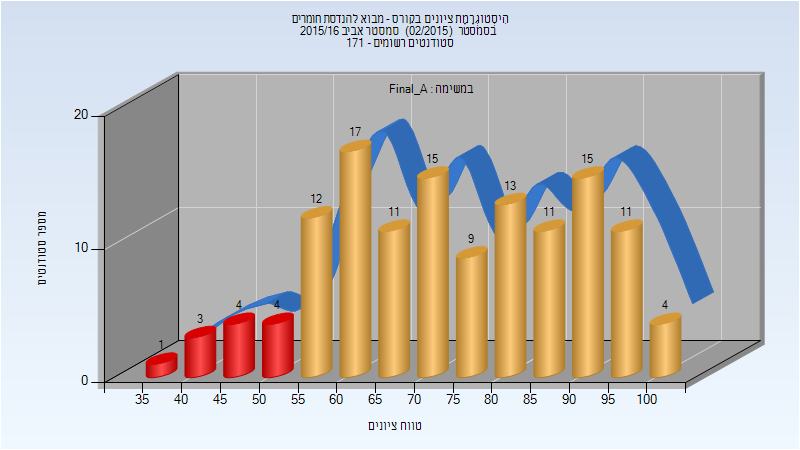 הִיסטוגְרָמַת ציונים בקורס - מבוא להנדסת חומרים
בסמסטר (02/2015) סמסטר אביב 2015/16
סטודנטים רשומים - 171
במשימה : Final_A
מספר סטודנטים
20
10
0
1
3
4
4
12
17
11
15
9
13
11
15
11
4
35 40 45 50 55 60 65 70 75 80 85 90 95 100
טווח ציונים